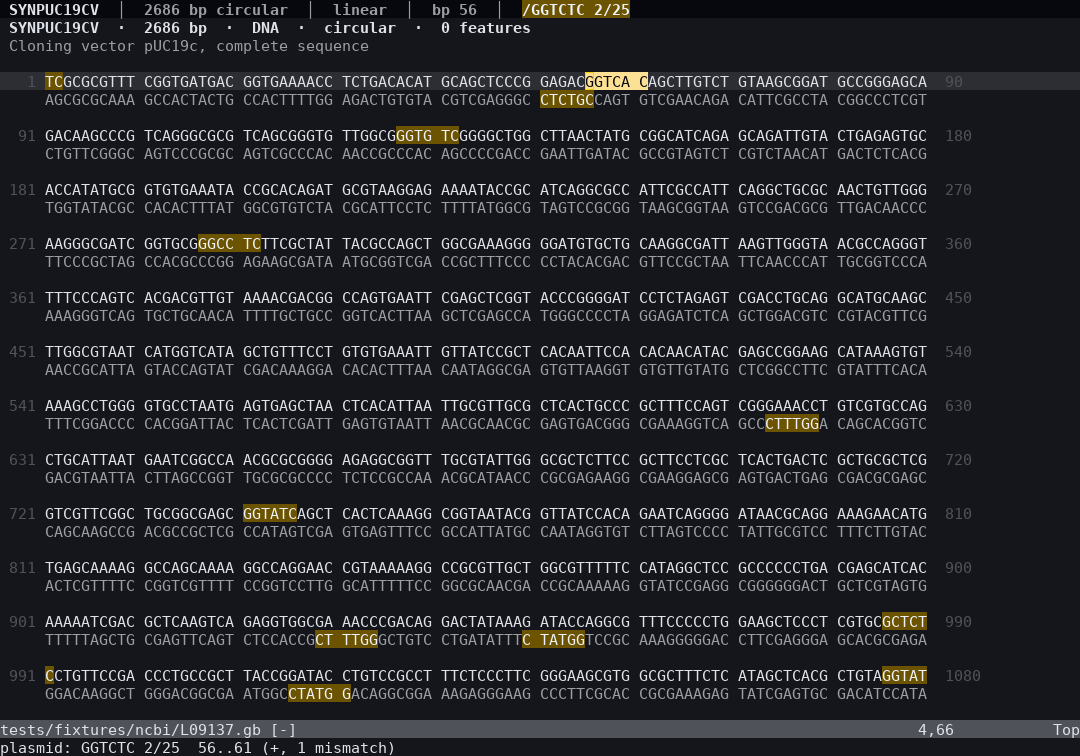 SYNPUC19CV │ 2686 bp circular │ linear │ bp 56 │ /GGTCTC 2/25
SYNPUC19CV · 2686 bp · DNA · circular · 0 features
Cloning vector pUC19c, complete sequence
1 TCGCGCGTTT CGGTGATGAC GGTGAAAACC TCTGACACAT GCAGCTCCCG GAGACGGTCA CAGCTTGTCT GTAAGCGGAT GCCGGGAGCA 90
AGCGCGCAAA GCCACTACTG CCACTTTTGG AGACTGTGTA CGTCGAGGGC CTCTGCCAGT GTCGAACAGA CATTCGCCTA CGGCCCTCGT
91 GACAAGCCCG TCAGGGCGCG TCAGCGGGTG TTGGCGGGTG TCGGGGCTGG CTTAACTATG CGGCATCAGA GCAGATTGTA CTGAGAGTGC 180
CTGTTCGGGC AGTCCCGCGC AGTCGCCCAC AACCGCCCAC AGCCCCGACC GAATTGATAC GCCGTAGTCT CGTCTAACAT GACTCTCACG
181 ACCATATGCG GTGTGAAATA CCGCACAGAT GCGTAAGGAG AAAATACCGC ATCAGGCGCC ATTCGCCATT CAGGCTGCGC AACTGTTGGG 270
TGGTATACGC CACACTTTAT GGCGTGTCTA CGCATTCCTC TTTTATGGCG TAGTCCGCGG TAAGCGGTAA GTCCGACGCG TTGACAACCC
271 AAGGGCGATC GGTGCGGGCC TCTTCGCTAT TACGCCAGCT GGCGAAAGGG GGATGTGCTG CAAGGCGATT AAGTTGGGTA ACGCCAGGGT 360
TTCCCGCTAG CCACGCCCGG AGAAGCGATA ATGCGGTCGA CCGCTTTCCC CCTACACGAC GTTCCGCTAA TTCAACCCAT TGCGGTCCCA
361 TTTCCCAGTC ACGACGTTGT AAAACGACGG CCAGTGAATT CGAGCTCGGT ACCCGGGGAT CCTCTAGAGT CGACCTGCAG GCATGCAAGC 450
AAAGGGTCAG TGCTGCAACA TTTTGCTGCC GGTCACTTAA GCTCGAGCCA TGGGCCCCTA GGAGATCTCA GCTGGACGTC CGTACGTTCG
451 TTGGCGTAAT CATGGTCATA GCTGTTTCCT GTGTGAAATT GTTATCCGCT CACAATTCCA CACAACATAC GAGCCGGAAG CATAAAGTGT 540
AACCGCATTA GTACCAGTAT CGACAAAGGA CACACTTTAA CAATAGGCGA GTGTTAAGGT GTGTTGTATG CTCGGCCTTC GTATTTCACA
541 AAAGCCTGGG GTGCCTAATG AGTGAGCTAA CTCACATTAA TTGCGTTGCG CTCACTGCCC GCTTTCCAGT CGGGAAACCT GTCGTGCCAG 630
TTTCGGACCC CACGGATTAC TCACTCGATT GAGTGTAATT AACGCAACGC GAGTGACGGG CGAAAGGTCA GCCCTTTGGA CAGCACGGTC
631 CTGCATTAAT GAATCGGCCA ACGCGCGGGG AGAGGCGGTT TGCGTATTGG GCGCTCTTCC GCTTCCTCGC TCACTGACTC GCTGCGCTCG 720
GACGTAATTA CTTAGCCGGT TGCGCGCCCC TCTCCGCCAA ACGCATAACC CGCGAGAAGG CGAAGGAGCG AGTGACTGAG CGACGCGAGC
721 GTCGTTCGGC TGCGGCGAGC GGTATCAGCT CACTCAAAGG CGGTAATACG GTTATCCACA GAATCAGGGG ATAACGCAGG AAAGAACATG 810
CAGCAAGCCG ACGCCGCTCG CCATAGTCGA GTGAGTTTCC GCCATTATGC CAATAGGTGT CTTAGTCCCC TATTGCGTCC TTTCTTGTAC
811 TGAGCAAAAG GCCAGCAAAA GGCCAGGAAC CGTAAAAAGG CCGCGTTGCT GGCGTTTTTC CATAGGCTCC GCCCCCCTGA CGAGCATCAC 900
ACTCGTTTTC CGGTCGTTTT CCGGTCCTTG GCATTTTTCC GGCGCAACGA CCGCAAAAAG GTATCCGAGG CGGGGGGACT GCTCGTAGTG
901 AAAAATCGAC GCTCAAGTCA GAGGTGGCGA AACCCGACAG GACTATAAAG ATACCAGGCG TTTCCCCCTG GAAGCTCCCT CGTGCGCTCT 990
TTTTTAGCTG CGAGTTCAGT CTCCACCGCT TTGGGCTGTC CTGATATTTC TATGGTCCGC AAAGGGGGAC CTTCGAGGGA GCACGCGAGA
991 CCTGTTCCGA CCCTGCCGCT TACCGGATAC CTGTCCGCCT TTCTCCCTTC GGGAAGCGTG GCGCTTTCTC ATAGCTCACG CTGTAGGTAT 1080
GGACAAGGCT GGGACGGCGA ATGGCCTATG GACAGGCGGA AAGAGGGAAG CCCTTCGCAC CGCGAAAGAG TATCGAGTGC GACATCCATA
tests/fixtures/ncbi/L09137.gb [-] 4,66 Top
plasmid: GGTCTC 2/25 56..61 (+, 1 mismatch)